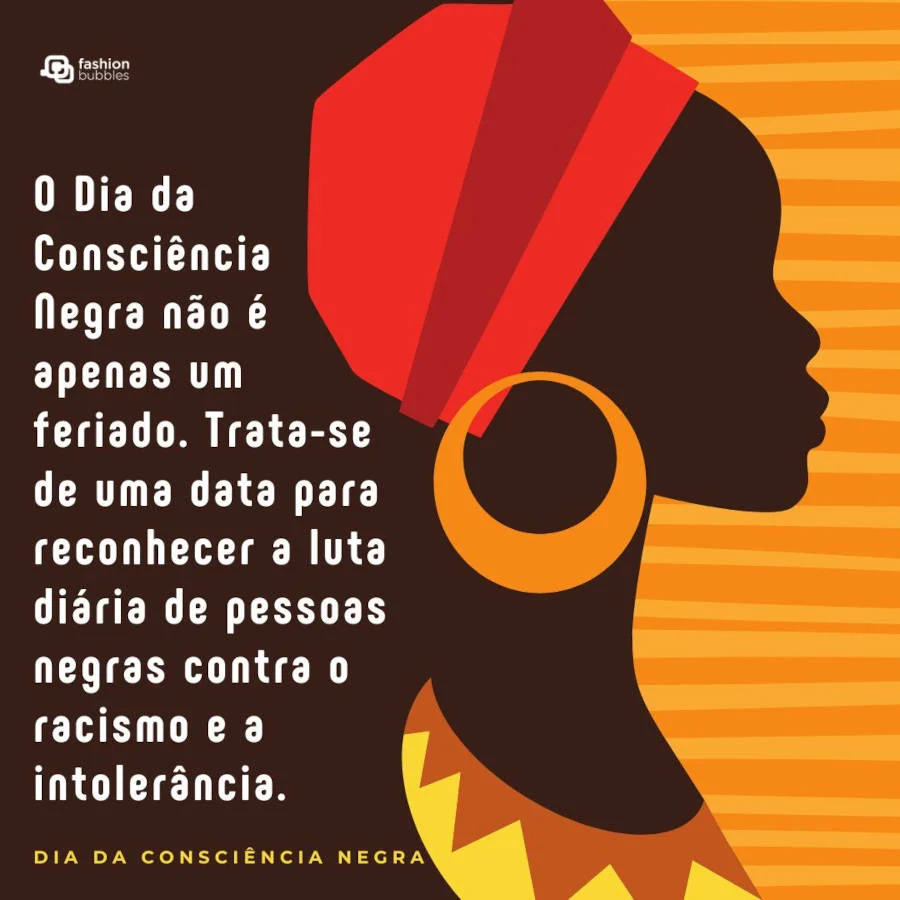 fashion
bubbles
O Dia da
Consciência
Negra não é
apenas um
feriado. Trata-se
de uma data para
reconhecer a luta
diária de pessoas
negras contra o
racismo e a
intolerância.
DIA DA CONSCIÊNCIA NEGRA